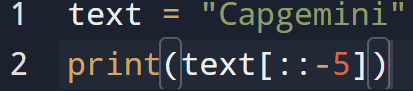 1 text = "Capgemini"
2 print(text[::-5])